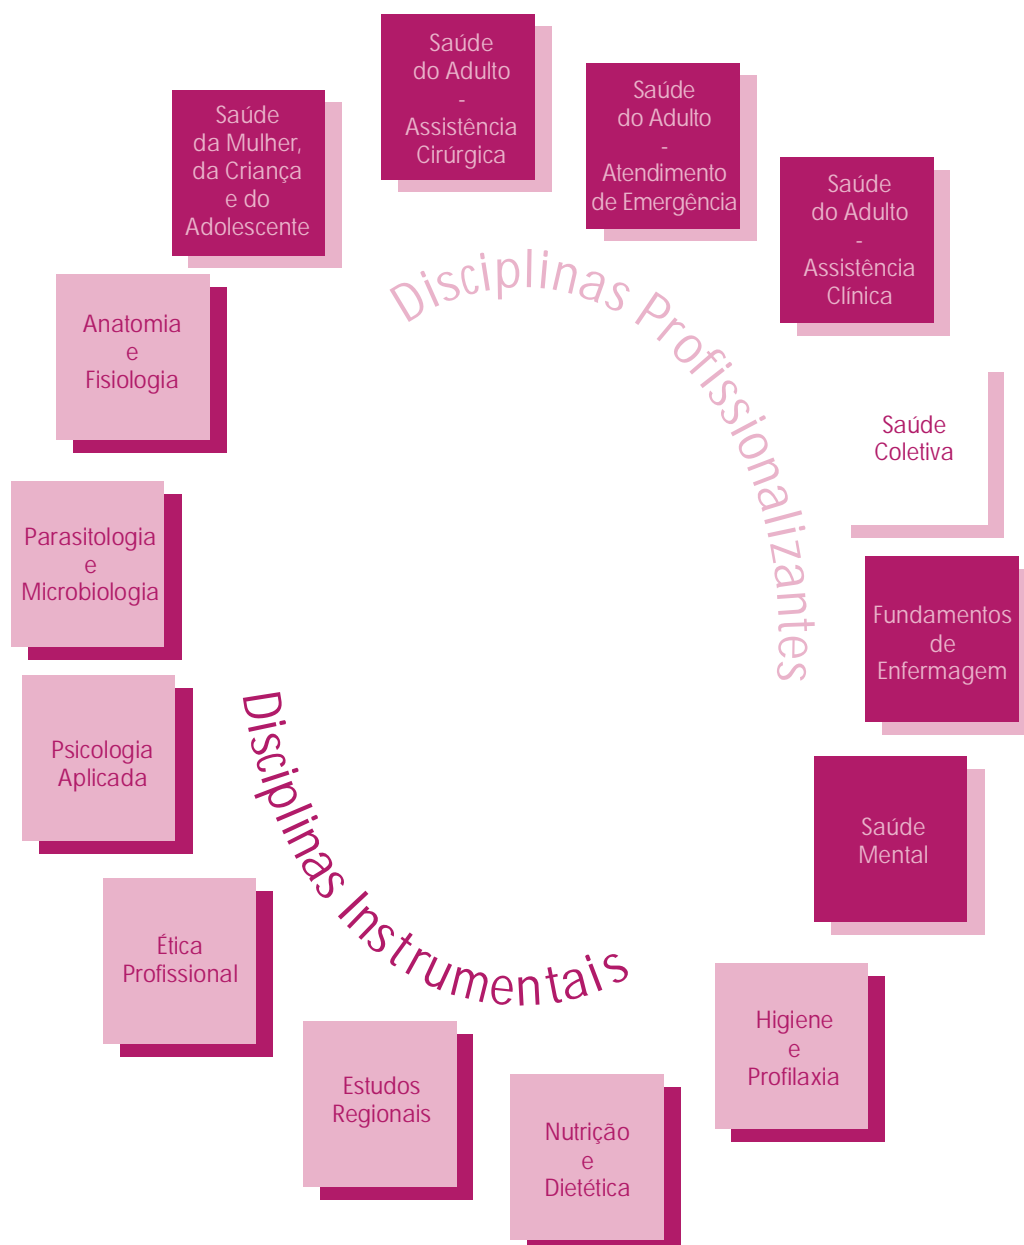 Saúde
do Adulto
-
Assistência
Cirúrgica
Saúde
do Adulto
-
Atendimento
de Emergência
Saúde
da Mulher,
da Criança
e do
Adolescente
Saúde
do Adulto
-
Assistência
Clínica
Disciplinas Profissionalizantes
Anatomia
e
Fisiologia
Saúde
Coletiva
Parasitologia
e
Microbiologia
Fundamentos
de
Enfermagem
Psicologia
Aplicada
Disciplinas Instrumentais
Saúde
Mental
Ética
Profissional
Higiene
e
Profilaxia
Estudos
Regionais
Nutrição
e
Dietética